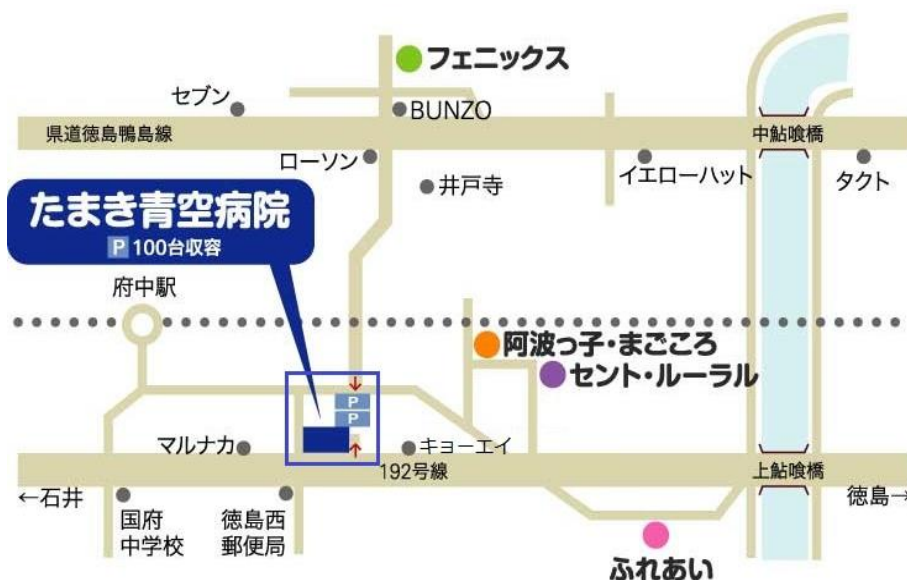 フェニックス
セブン
BUNZO
県道徳島鴨島線
中鮎喰橋
ローソン
井戸寺
イエローハット
タクト
たまき青空病院
P 100台収容
府中駅
阿波っ子・まごころ
セント・ルーラル
P
P
マルナカ
キョーエイ
192号線
上鮎喰橋
←石井
徳島→
国府
中学校
徳島西
郵便局
ふれあい